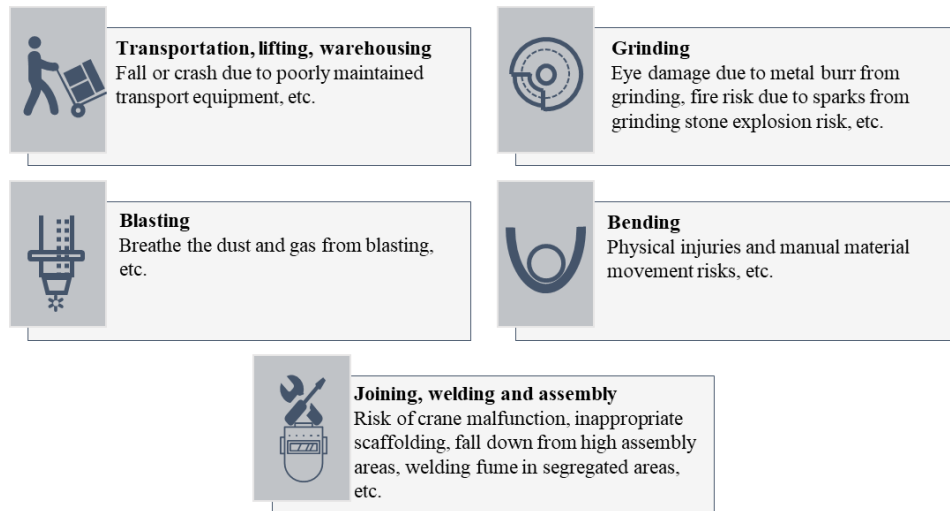 Transportation, lifting, warehousing
Fall or crash due to poorly maintained
transport equipment, etc.
Grinding
Eye damage due to metal burr from
grinding, fire risk due to sparks from
grinding stone explosion risk, etc.
Blasting
Breathe the dust and gas from blasting,
etc.
Bending
Physical injuries and manual material
movement risks, etc.
Joining, welding and assembly
Risk of crane malfunction, inappropriate
scaffolding, fall down from high assembly
areas, welding fume in segregated areas,
etc.